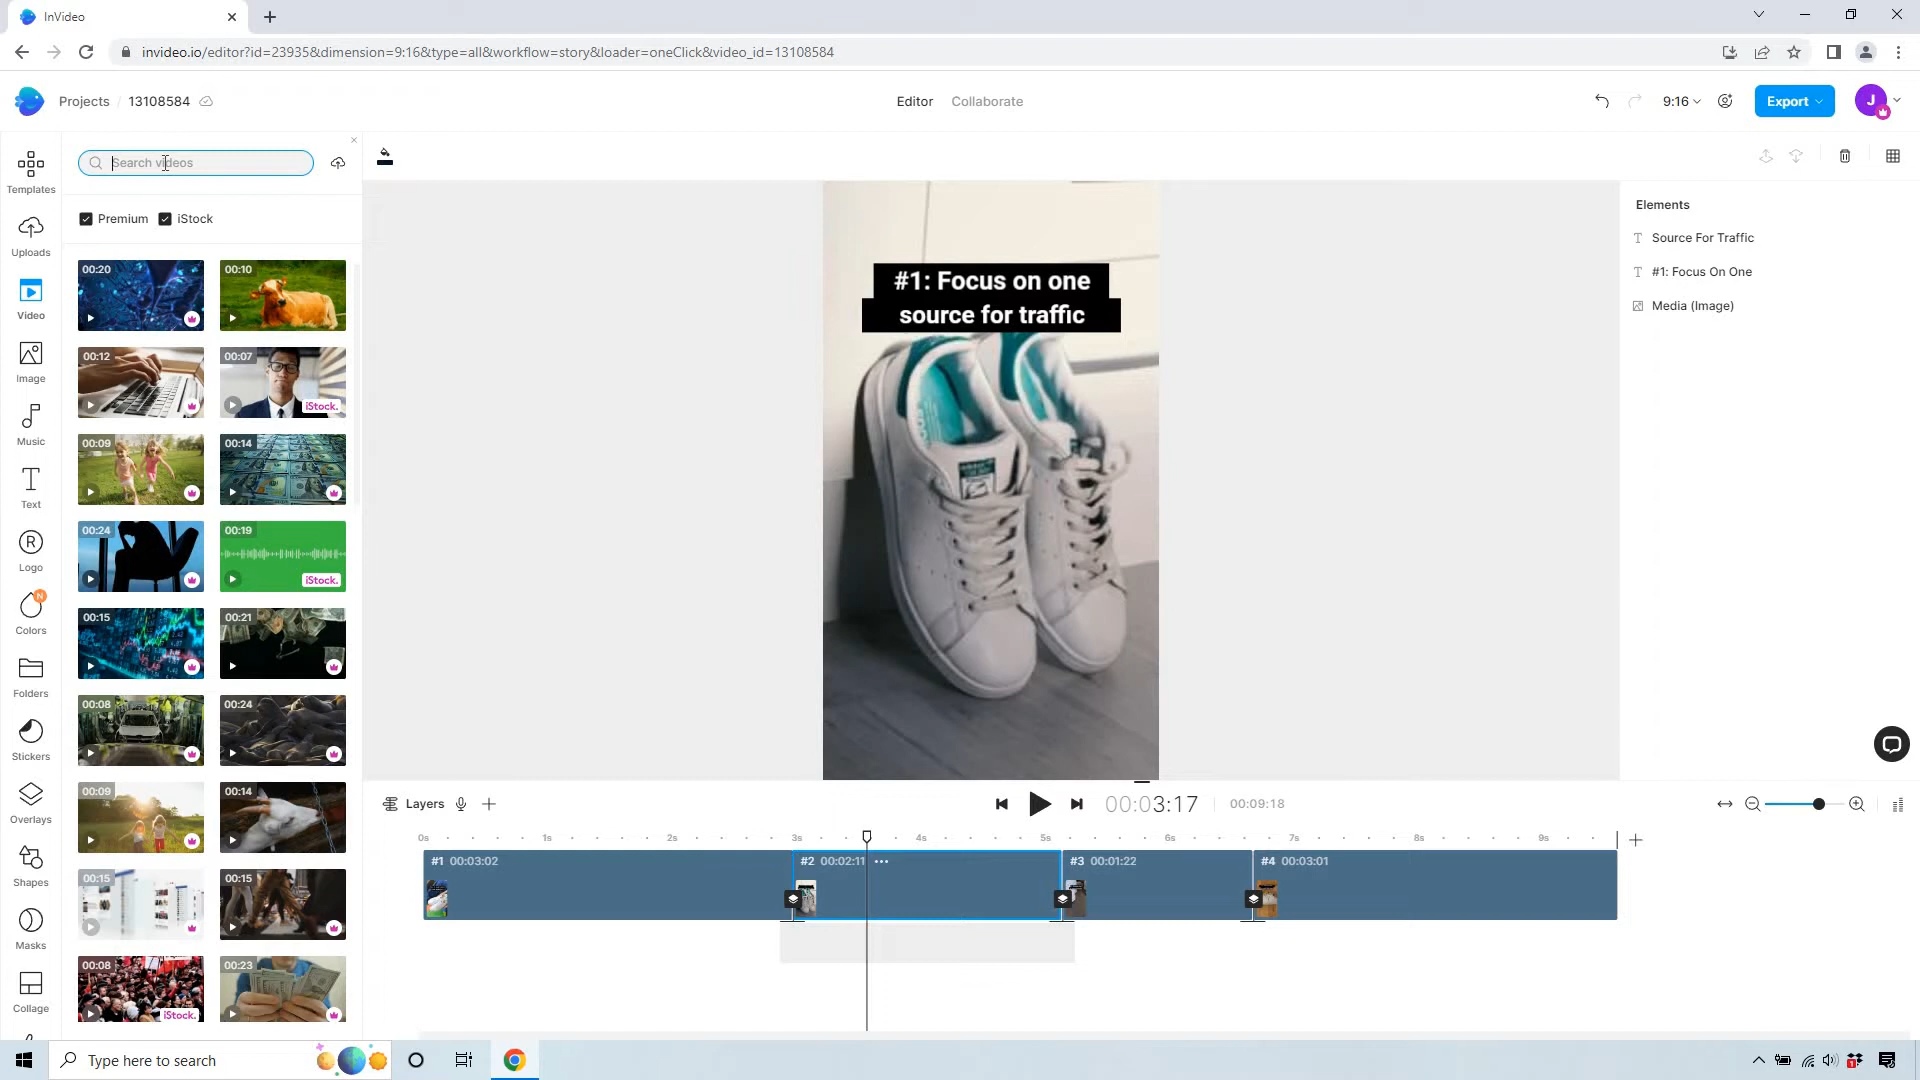 InVideo
invideo.io/editor?id=23935&dimension=9:16&type=all&workflow=story&loader=oneClick&video_id=13108584
Projects / 13108584
Editor
Collaborate
9:16
Export
J
Templates
Uploads
Video
Image
Music
Text
R
Logo
N
Colors
Folders
Stickers
Overlays
Shapes
Masks
Collage
Search videos
Premium
iStock
00:20
00:10
00:12
00:07
iStock.
00:09
00:14
00:24
00:19
iStock.
00:15
00:21
00:08
00:24
00:09
00:14
00:15
00:15
00:08
iStock.
00:23
#1: Focus on one
source for traffic
Elements
Source For Traffic
#1: Focus On One
Media (Image)
Layers
00:03:17
00:09:18
0s 1s 2s 3s 4s 5s 6s 7s 8s 9s
#1 00:03:02
#2 00:02:11
#3 00:01:22
#4 00:03:01
Type here to search